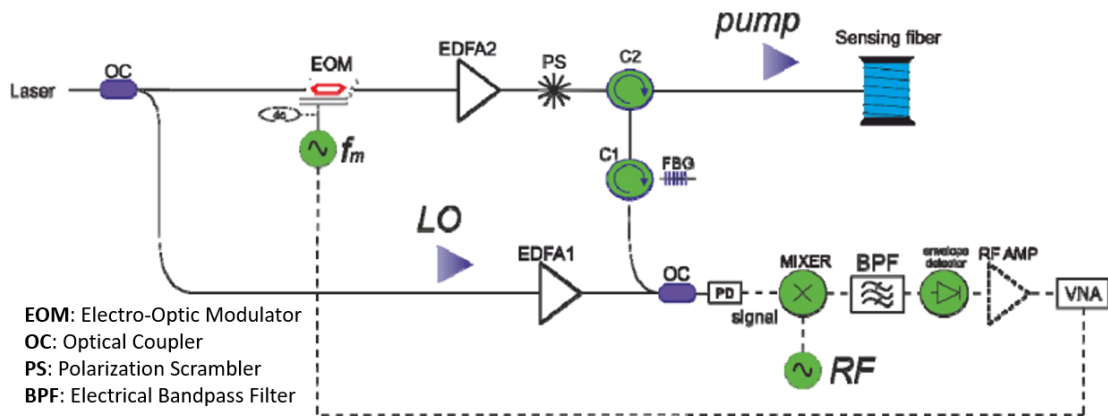 pump
EDFA2
Sensing fiber
EOM
PS
C2
OC
Laser
dc
fm
C1
FBG
LO
EDFA1
MIXER
BPF
envelope
detector
RF AMP
OC
PD
VNA
signal
RF
EOM: Electro-Optic Modulator
OC: Optical Coupler
PS: Polarization Scrambler
BPF: Electrical Bandpass Filter